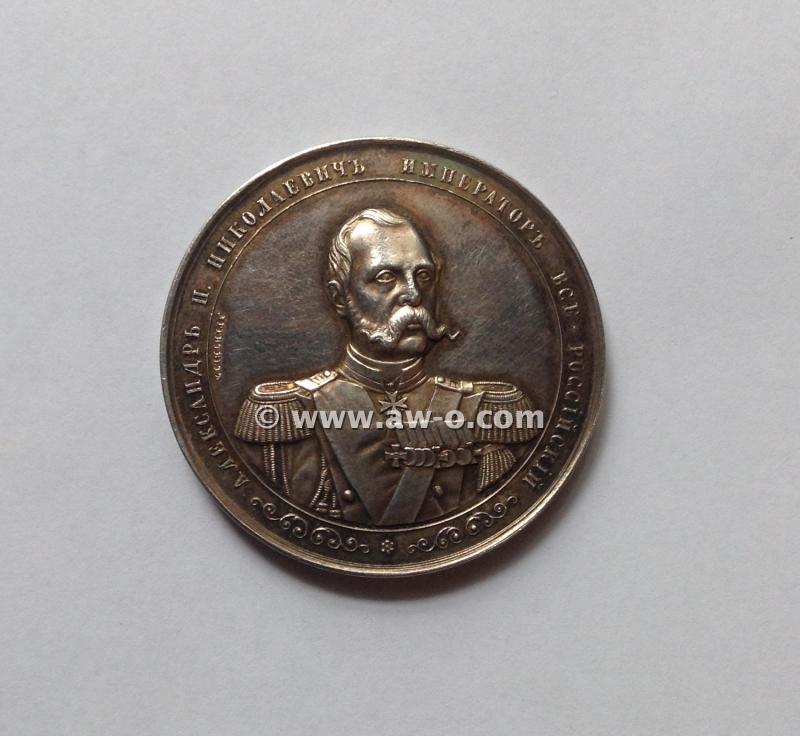 АЛЕКСАНДРЪ II. НИКОЛАЕВИЧЪ ИМПЕРАТОРЪ ВСЕ-РОССІЙСКІЙ
© www.aw-o.com